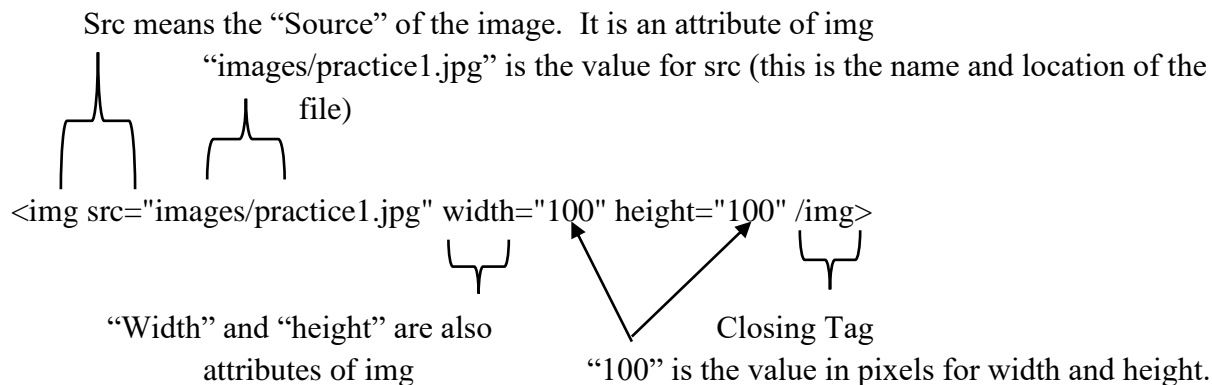 Src means the “Source” of the image.  It is an attribute of img
“images/practice1.jpg” is the value for src (this is the name and location of the
file)
<img src="images/practice1.jpg" width="100" height="100" /img>
“Width” and “height” are also
attributes of img
Closing Tag
“100” is the value in pixels for width and height.